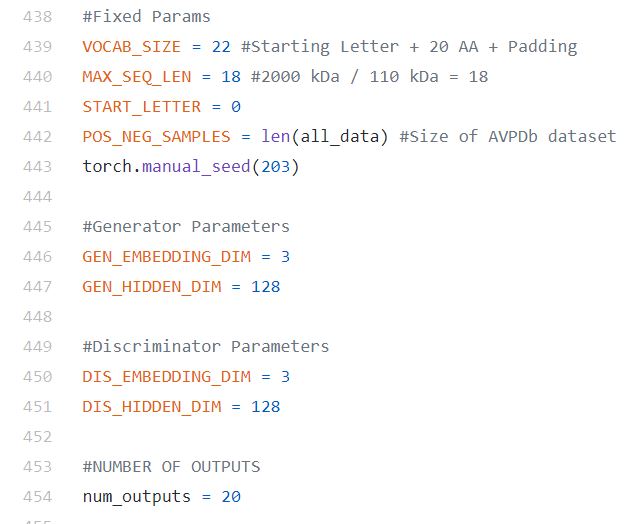 438 #Fixed Params
439 VOCAB_SIZE = 22 #Starting Letter + 20 AA + Padding
440 MAX_SEQ_LEN = 18 #2000 kDa / 110 kDa = 18
441 START_LETTER = 0
442 POS_NEG_SAMPLES = len(all_data) #Size of AVPDb dataset
443 torch.manual_seed(203)
444
445 #Generator Parameters
446 GEN_EMBEDDING_DIM = 3
447 GEN_HIDDEN_DIM = 128
448
449 #Discriminator Parameters
450 DIS_EMBEDDING_DIM = 3
451 DIS_HIDDEN_DIM = 128
452
453 #NUMBER OF OUTPUTS
454 num_outputs = 20